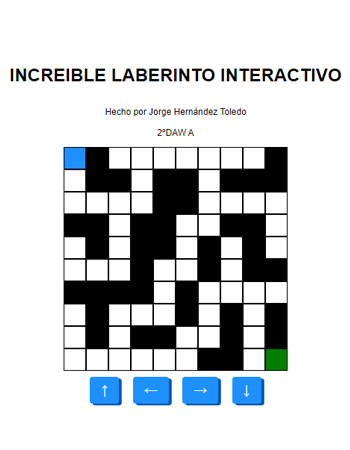 INCREIBLE LABERINTO INTERACTIVO
Hecho por Jorge Hernández Toledo
2ºDAW A
↑ ← → ↓